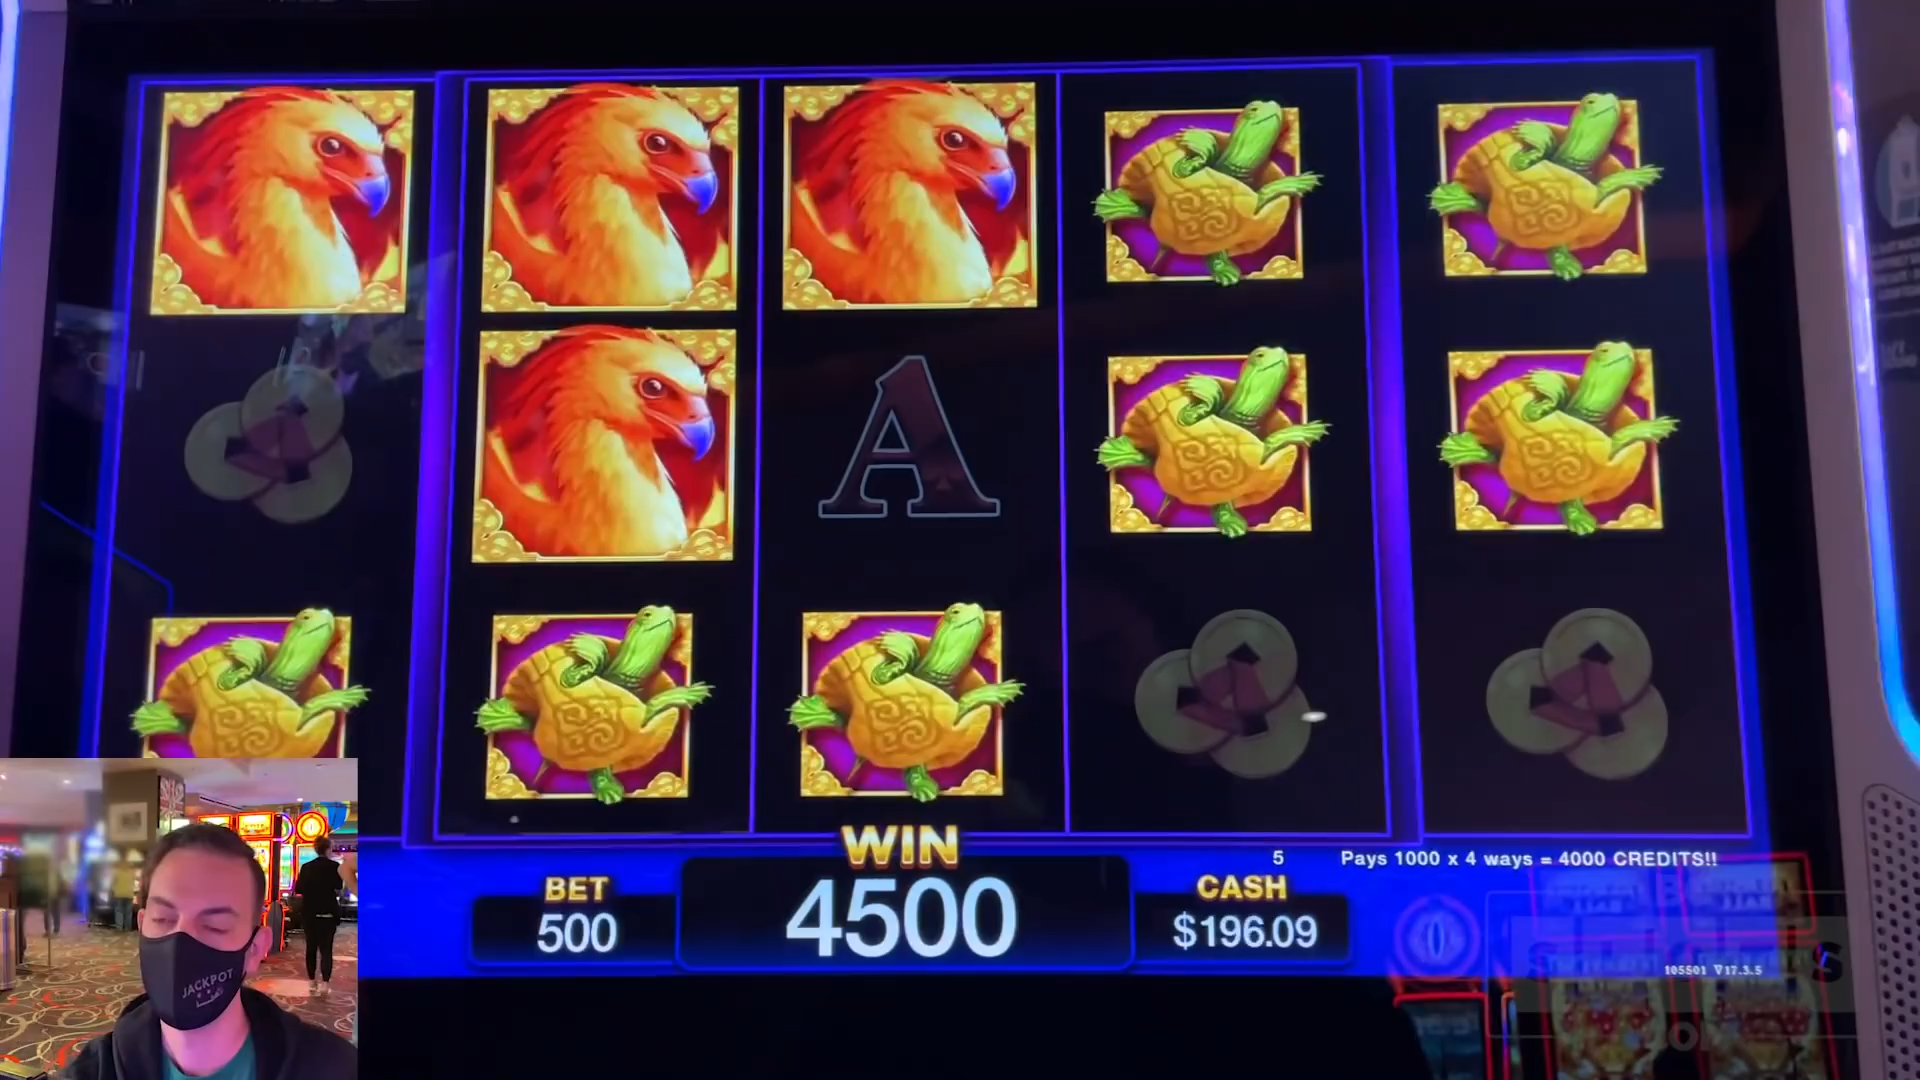 A
WIN
4500
BET
500
CASH
$196.09
5
Pays 1000 x 4 ways = 4000 CREDITS!!
105501 V17.3.5
JACKPOT